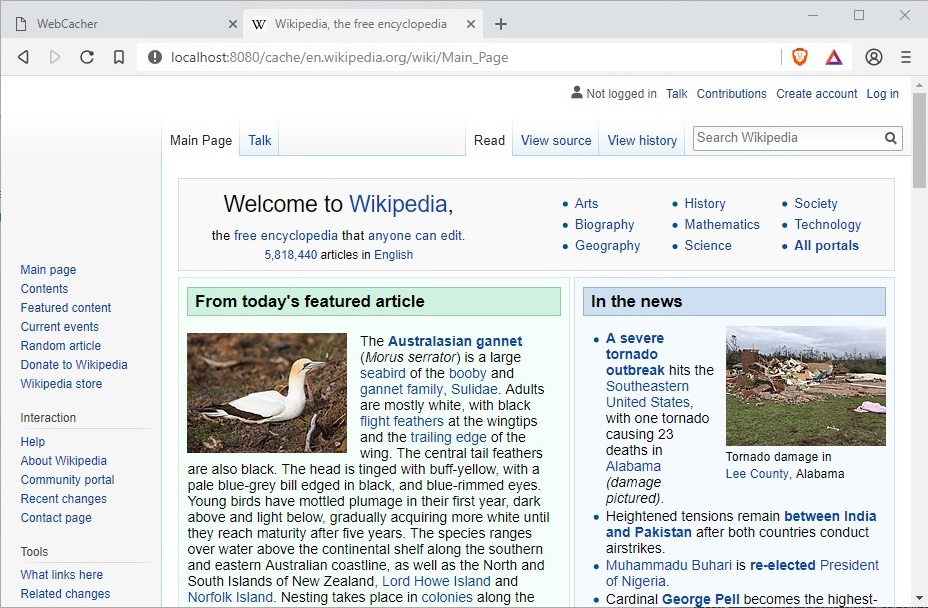 WebCacher
Wikipedia, the free encyclopedia
localhost:8080/cache/en.wikipedia.org/wiki/Main_Page
Not logged in Talk Contributions Create account Log in
Main Page Talk Read View source View history Search Wikipedia
Welcome to Wikipedia,
the free encyclopedia that anyone can edit.
5,818,440 articles in English
Arts
Biography
Geography
History
Mathematics
Science
Society
Technology
All portals
Main page
Contents
Featured content
Current events
Random article
Donate to Wikipedia
Wikipedia store
Interaction
Help
About Wikipedia
Community portal
Recent changes
Contact page
Tools
What links here
Related changes
From today's featured article
The Australasian gannet
(Morus serrator) is a large
seabird of the booby and
gannet family, Sulidae. Adults
are mostly white, with black
flight feathers at the wingtips
and the trailing edge of the
wing. The central tail feathers
are also black. The head is tinged with buff-yellow, with a
pale blue-grey bill edged in black, and blue-rimmed eyes.
Young birds have mottled plumage in their first year, dark
above and light below, gradually acquiring more white until
they reach maturity after five years. The species ranges
over water above the continental shelf along the southern
and eastern Australian coastline, as well as the North and
South Islands of New Zealand, Lord Howe Island and
Norfolk Island. Nesting takes place in colonies along the
In the news
A severe
tornado
outbreak hits the
Southeastern
United States,
with one tornado
causing 23
deaths in
Alabama
(damage
pictured).
Tornado damage in
Lee County, Alabama
Heightened tensions remain between India
and Pakistan after both countries conduct
airstrikes.
Muhammadu Buhari is re-elected President
of Nigeria.
Cardinal George Pell becomes the highest-